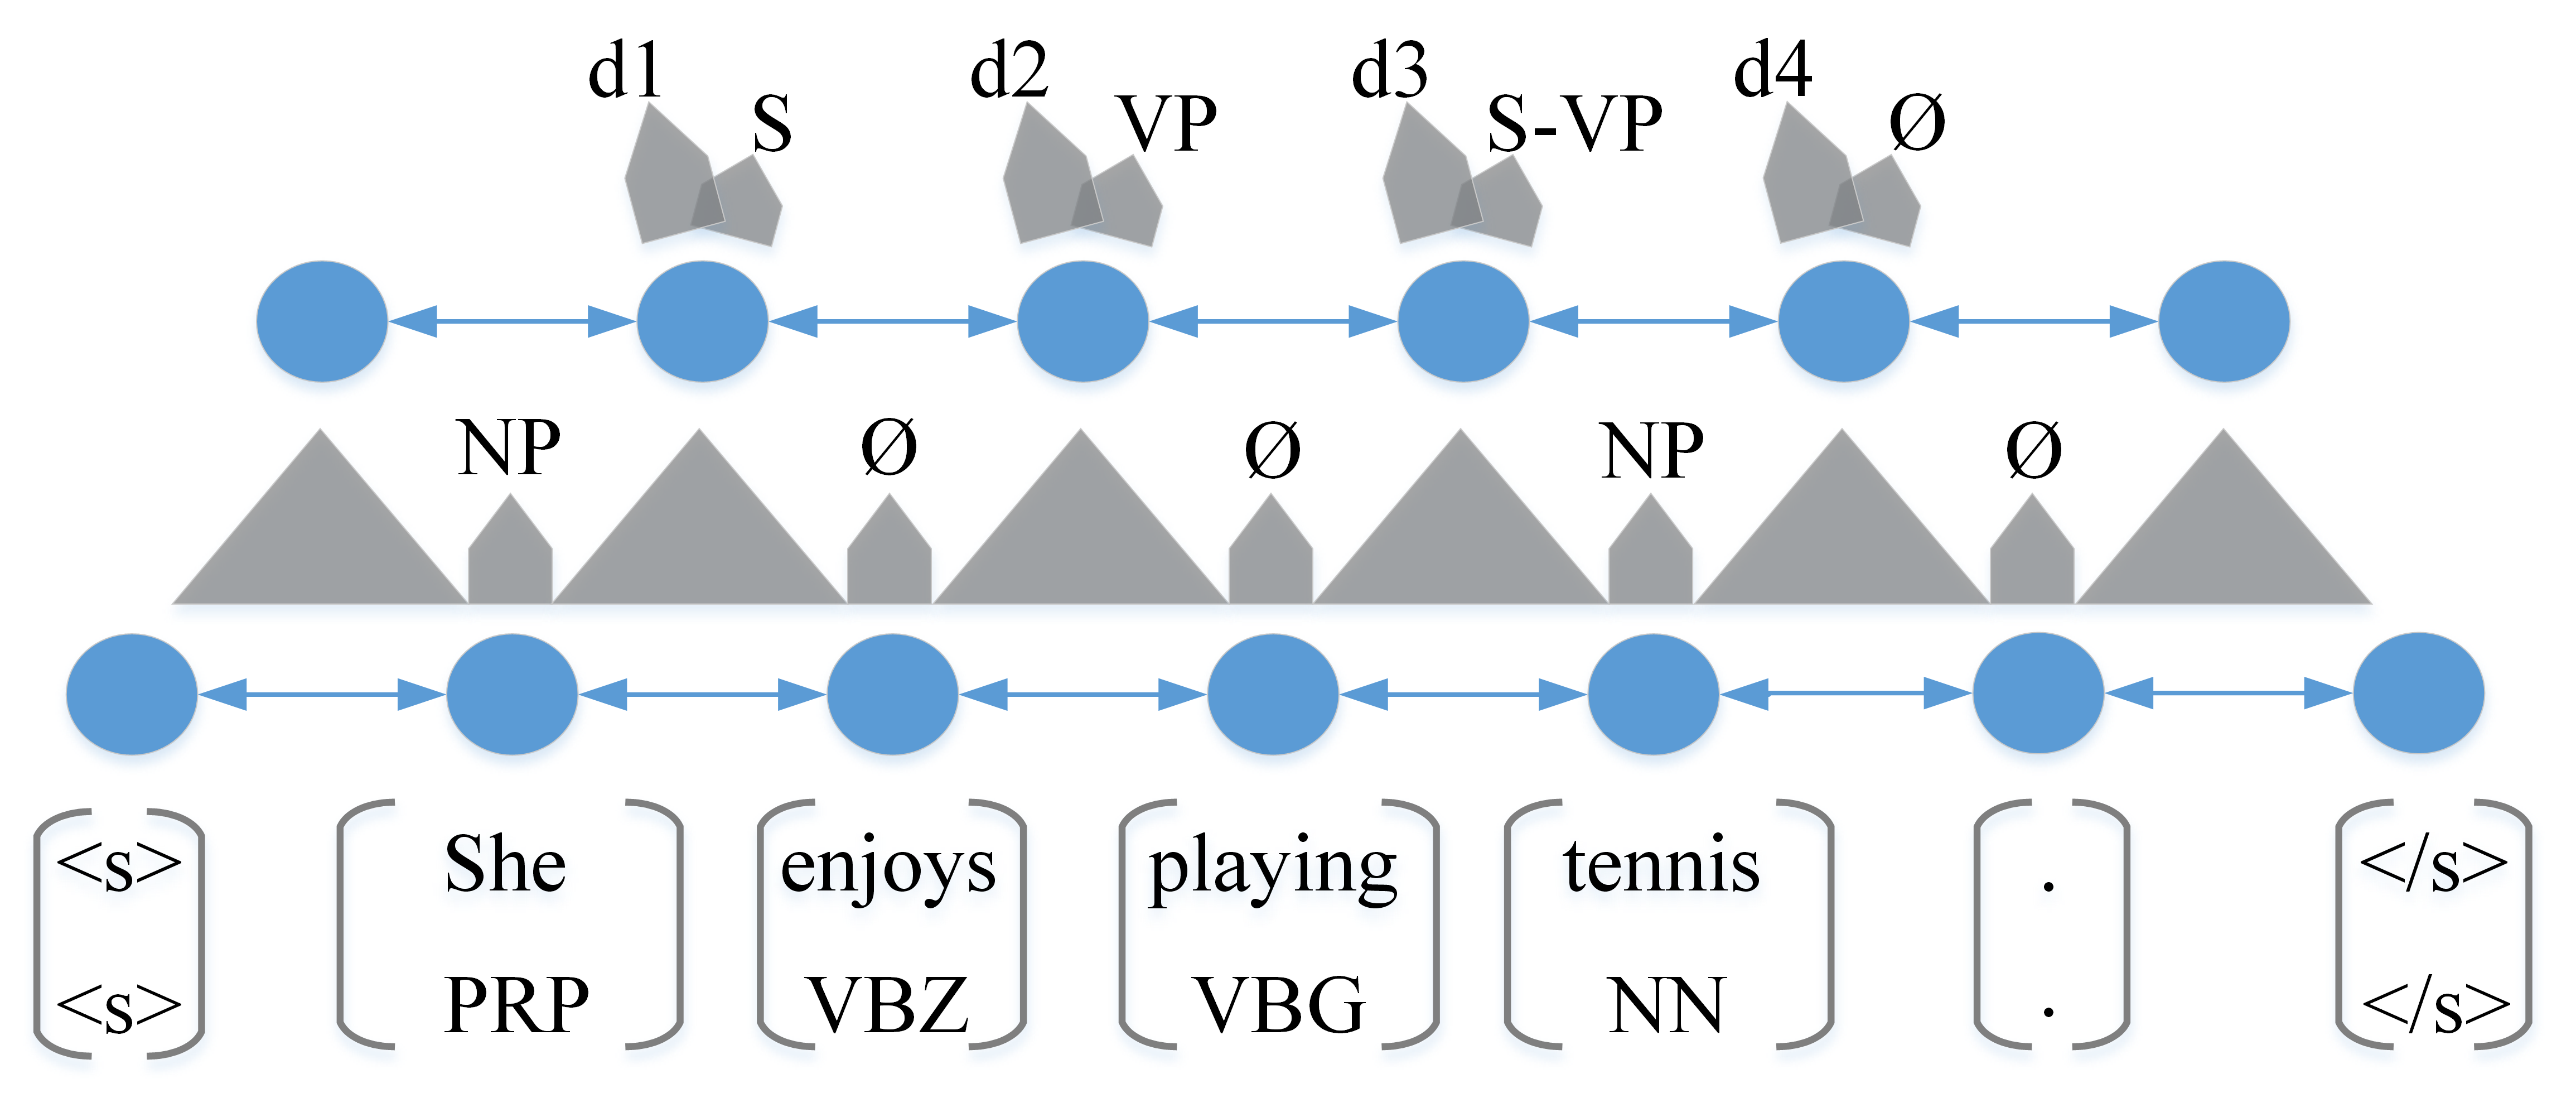 d1 d2 d3 d4
S VP S-VP Ø
NP Ø Ø NP Ø
<s> She enjoys playing tennis . </s>
<s> PRP VBZ VBG NN . </s>